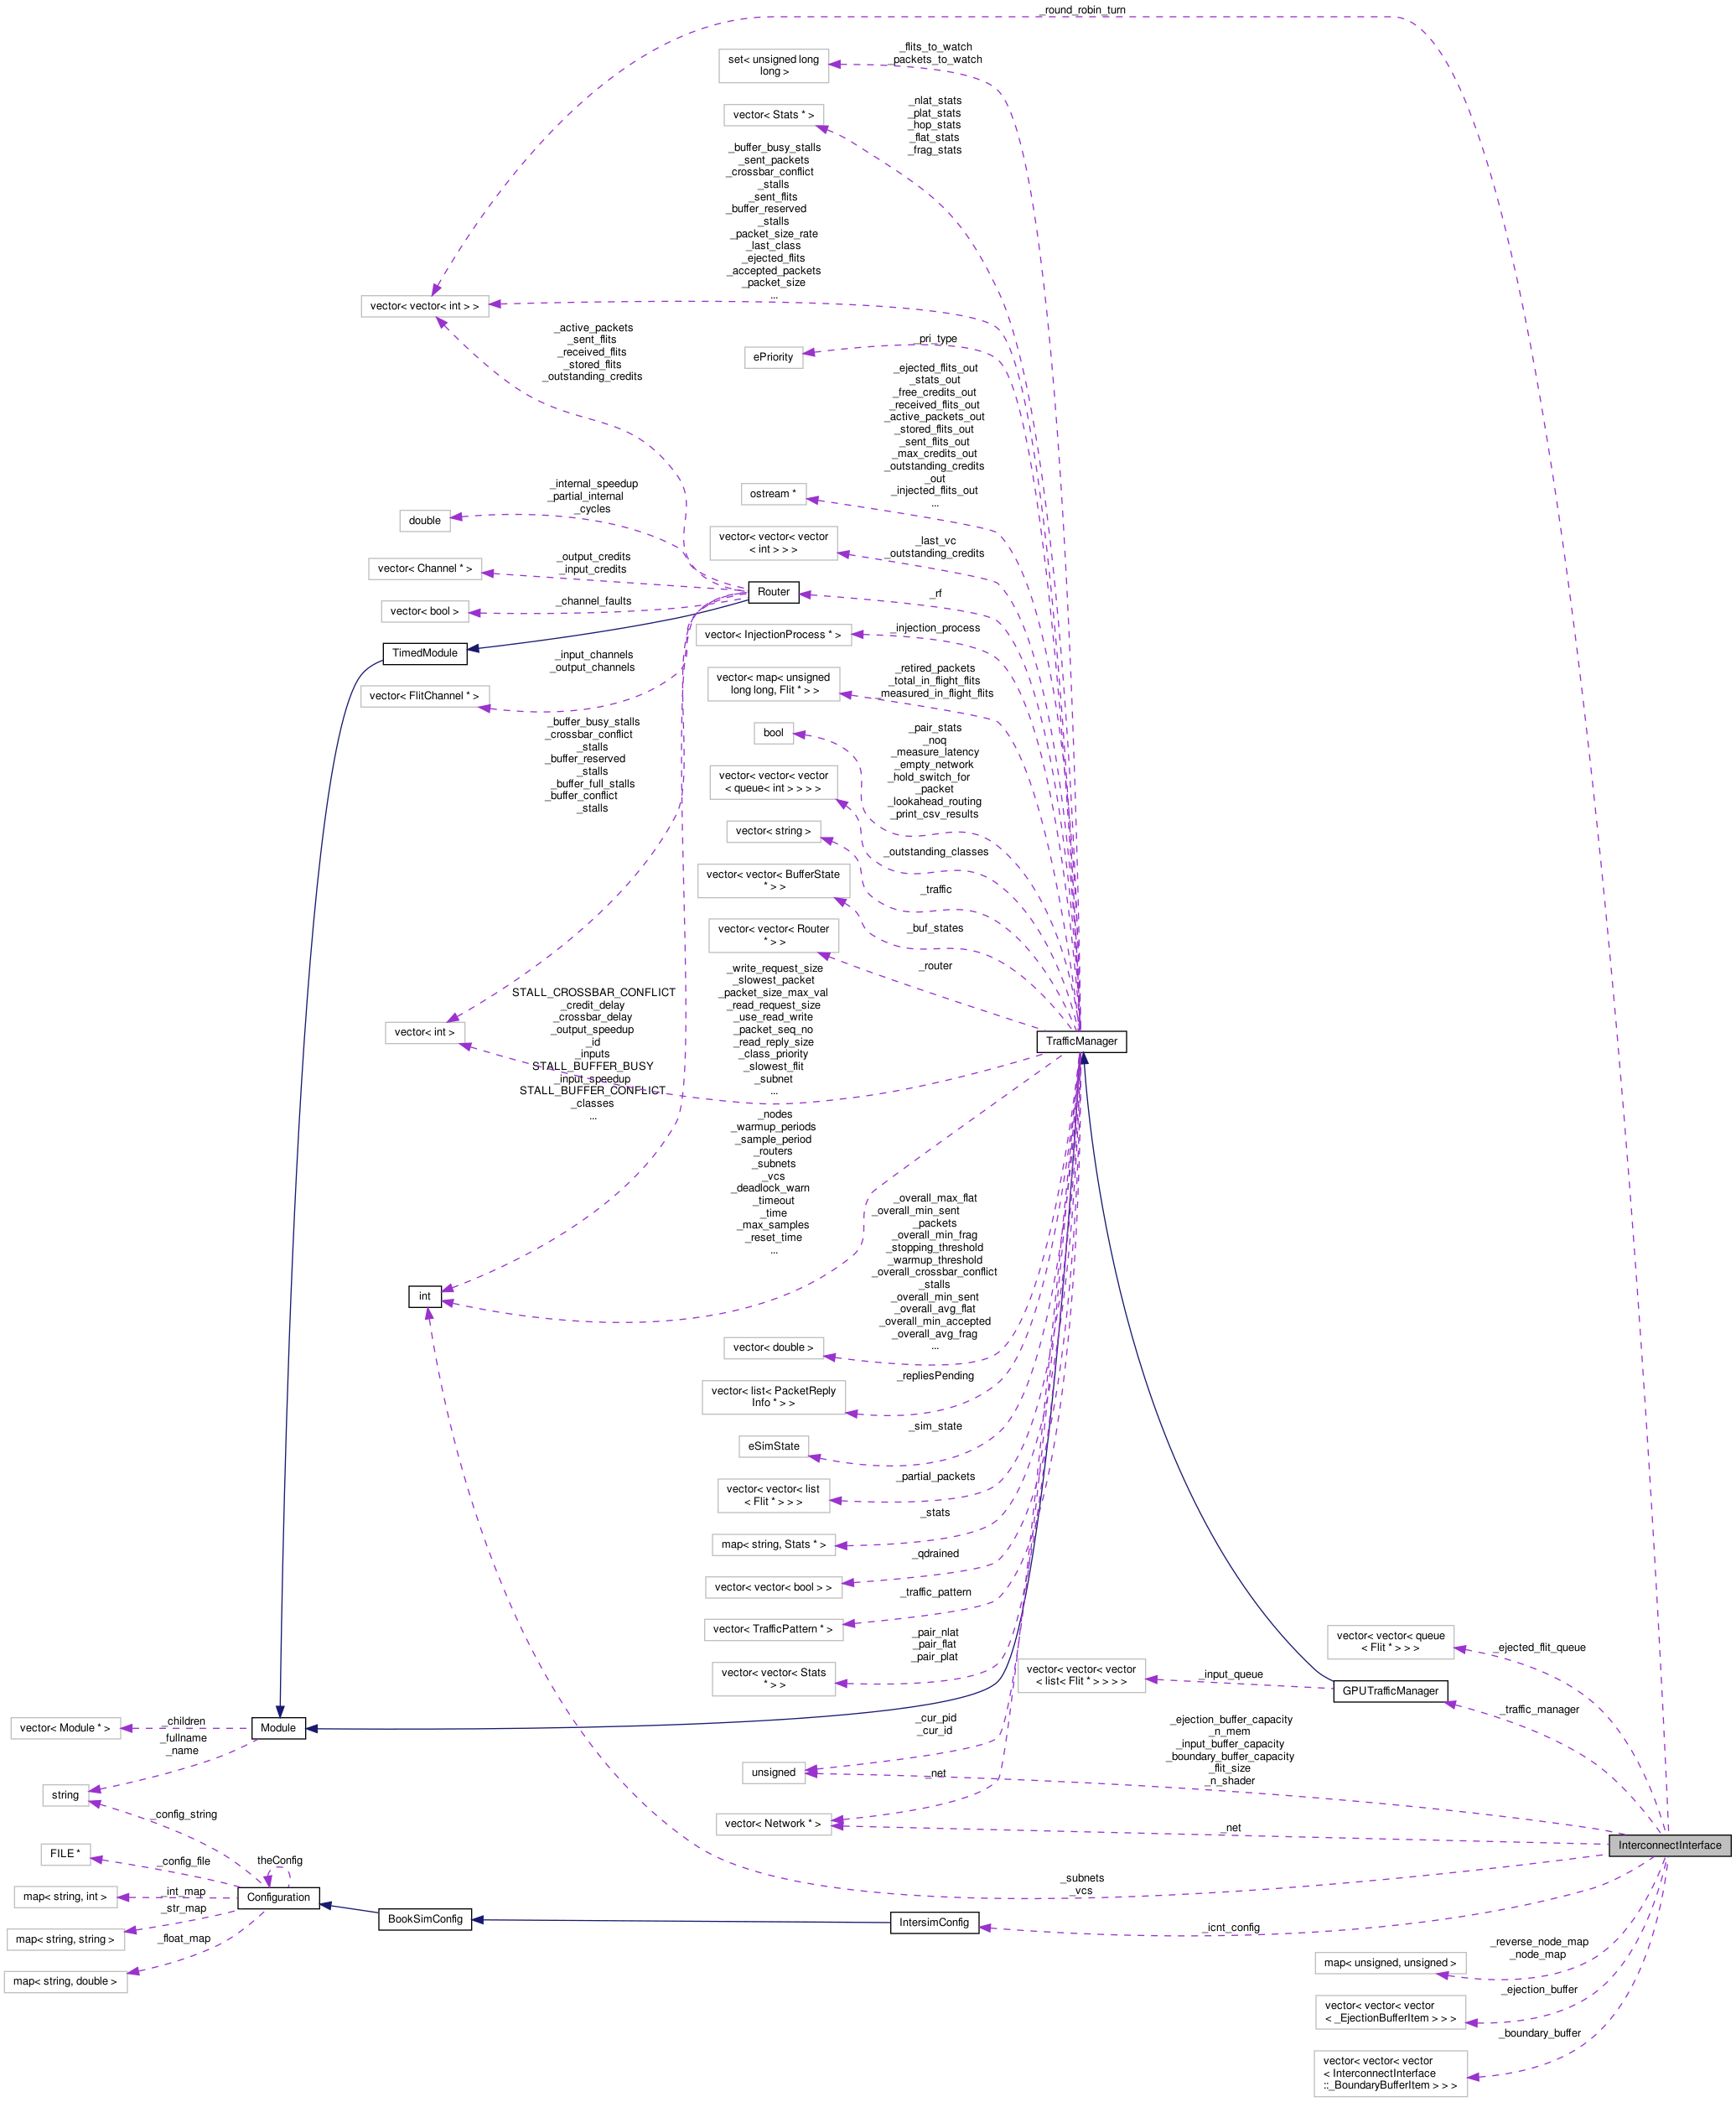 _round_robin_turn
_flits_to_watch
_packets_to_watch
set< unsigned long
long >
_nlat_stats
_plat_stats
_hop_stats
_flat_stats
_frag_stats
vector< Stats * >
_buffer_busy_stalls
_sent_packets
_crossbar_conflict
_stalls
_sent_flits
_buffer_reserved
_stalls
_packet_size_rate
_last_class
_ejected_flits
_accepted_packets
_packet_size
...
vector< vector< int > >
_active_packets
_sent_flits
_received_flits
_stored_flits
_outstanding_credits
_pri_type
ePriority
_ejected_flits_out
_stats_out
_free_credits_out
_received_flits_out
_active_packets_out
_stored_flits_out
_sent_flits_out
_max_credits_out
_outstanding_credits
_out
_injected_flits_out
...
ostream *
_internal_speedup
_partial_internal
_cycles
double
vector< vector< vector
< int > > >
_last_vc
_outstanding_credits
_output_credits
_input_credits
vector< Channel * >
Router
_rf
_channel_faults
vector< bool >
vector< InjectionProcess * >
_injection_process
TimedModule
_input_channels
_output_channels
vector< FlitChannel * >
vector< map< unsigned
long long, Flit * > >
_retired_packets
_total_in_flight_flits
_measured_in_flight_flits
_buffer_busy_stalls
_crossbar_conflict
_stalls
_buffer_reserved
_stalls
_buffer_full_stalls
_buffer_conflict
_stalls
bool
_pair_stats
_noq
_measure_latency
_empty_network
_hold_switch_for
_packet
_lookahead_routing
_print_csv_results
vector< vector< vector
< queue< int > > > >
vector< string >
_outstanding_classes
vector< vector< BufferState
* > >
_traffic
vector< vector< Router
* > >
_buf_states
_router
TrafficManager
_write_request_size
_slowest_packet
_packet_size_max_val
_read_request_size
_use_read_write
_packet_seq_no
_read_reply_size
_class_priority
_slowest_flit
_subnet
...
vector< int >
STALL_CROSSBAR_CONFLICT
_credit_delay
_crossbar_delay
_output_speedup
_id
_inputs
STALL_BUFFER_BUSY
_input_speedup
STALL_BUFFER_CONFLICT
_classes
...
_nodes
_warmup_periods
_sample_period
_routers
_subnets
_vcs
_deadlock_warn
_timeout
_time
_max_samples
_reset_time
...
int
_overall_max_flat
_overall_min_sent
_packets
_overall_min_frag
_stopping_threshold
_warmup_threshold
_overall_crossbar_conflict
_stalls
_overall_min_sent
_overall_avg_flat
_overall_min_accepted
_overall_avg_frag
...
vector< double >
vector< list< PacketReply
Info * > >
_repliesPending
eSimState
_sim_state
vector< vector< list
< Flit * > > >
_partial_packets
map< string, Stats * >
_stats
vector< vector< bool > >
_qdrained
vector< TrafficPattern * >
_traffic_pattern
vector< vector< Stats
* > >
_pair_nlat
_pair_flat
_pair_plat
vector< vector< vector
< list< Flit * > > > >
_input_queue
vector< vector< queue
< Flit * > > >
_ejected_flit_queue
GPUTrafficManager
_traffic_manager
vector< Module * >
_children
Module
_fullname
_name
string
unsigned
_cur_pid
_cur_id
_ejection_buffer_capacity
_n_mem
_input_buffer_capacity
_boundary_buffer_capacity
_flit_size
_n_shader
vector< Network * >
_net
_net
InterconnectInterface
_config_string
FILE *
_config_file
theConfig
map< string, int >
_int_map
Configuration
_str_map
map< string, string >
_float_map
map< string, double >
BookSimConfig
IntersimConfig
_subnets
_vcs
_icnt_config
map< unsigned, unsigned >
_reverse_node_map
_node_map
vector< vector< vector
< _EjectionBufferItem > > >
_ejection_buffer
vector< vector< vector
< InterconnectInterface
::_BoundaryBufferItem > > >
_boundary_buffer